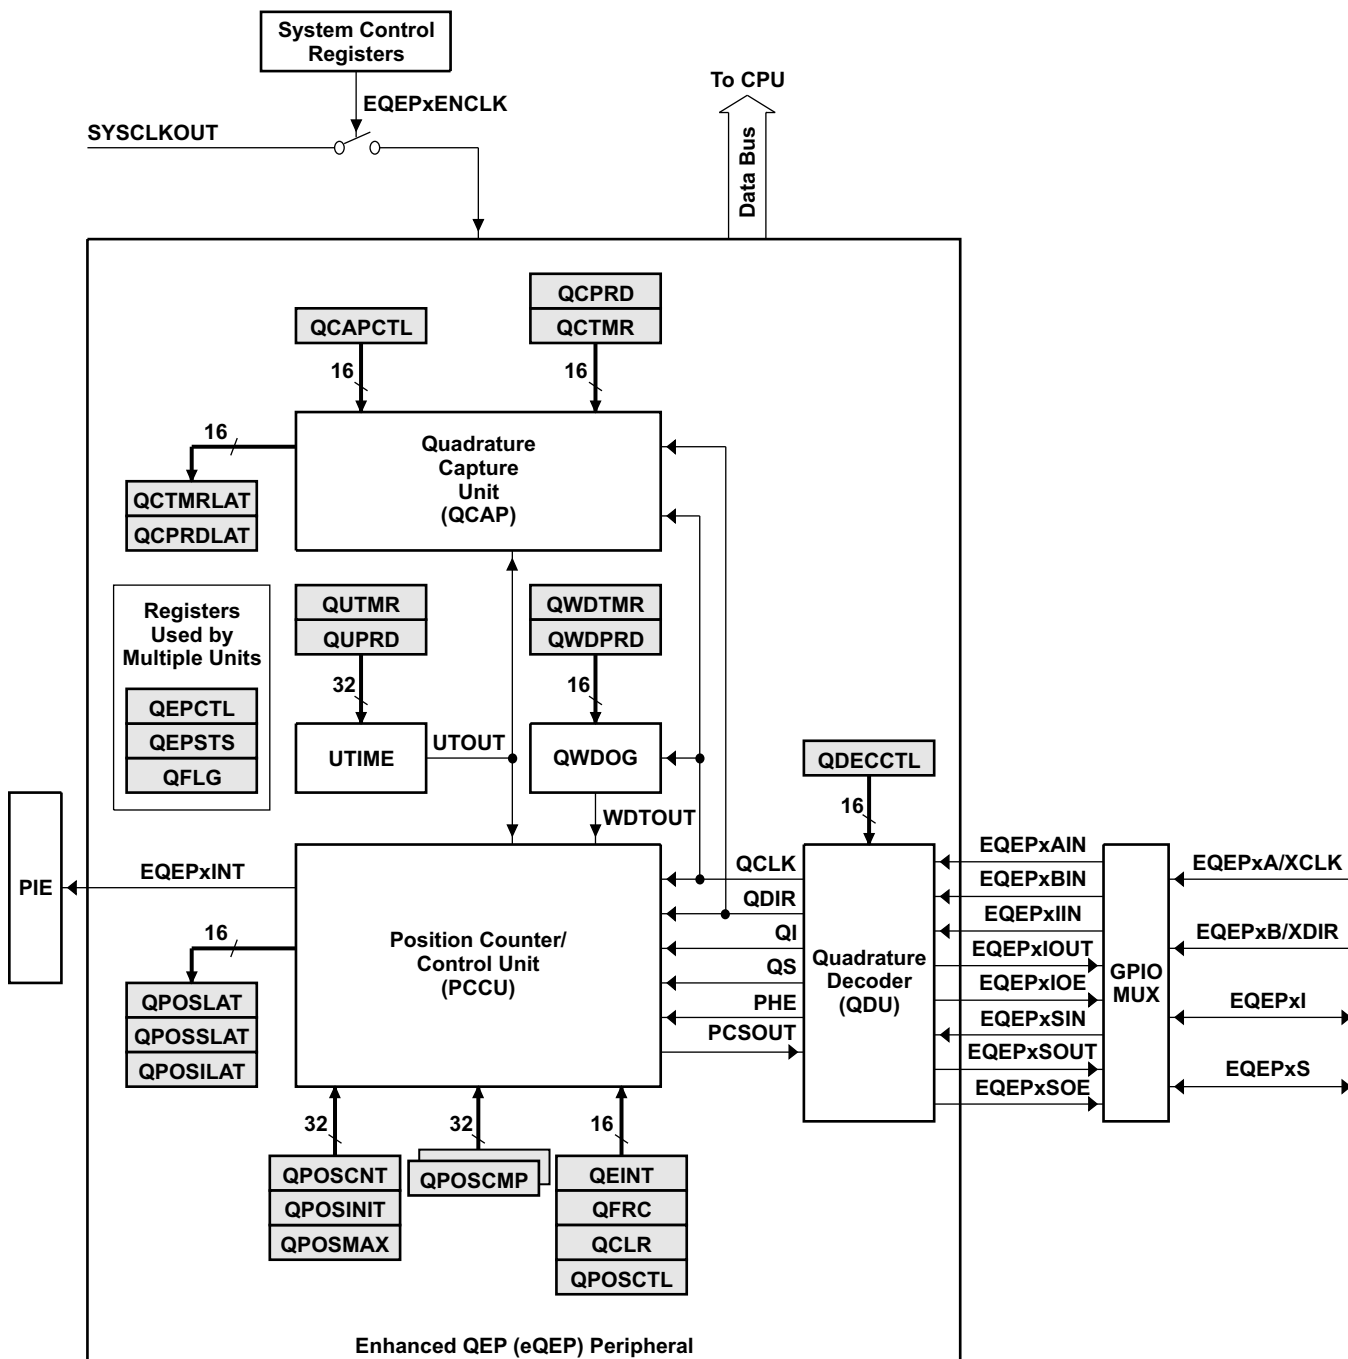 System Control
Registers
To CPU
EQEPxENCLK
SYSCLKOUT
Data Bus
QCPRD
QCAPCTL
QCTMR
16
16
16
Quadrature
Capture
Unit
(QCAP)
QCTMRLAT
QCPRDLAT
Registers
Used by
Multiple Units
QEPCTL
QEPSTS
QFLG
QUTMR
QUPRD
QWDTMR
QWDPRD
32
16
UTIME
UTOUT
QWDOG
QDECCTL
WDTOUT
16
PIE
EQEPxINT
16
Position Counter/
Control Unit
(PCCU)
QCLK
QDIR
QI
QS
PHE
PCSOUT
Quadrature
Decoder
(QDU)
EQEPxAIN
EQEPxBIN
EQEPxIIN
EQEPxIOUT
EQEPxIOE
EQEPxSIN
EQEPxSOUT
EQEPxSOE
GPIO
MUX
EQEPxA/XCLK
EQEPxB/XDIR
EQEPxI
EQEPxS
QPOSLAT
QPOSSLAT
QPOSILAT
32
32
16
QPOSCNT
QPOSINIT
QPOSMAX
QPOSCMP
QEINT
QFRC
QCLR
QPOSCTL
Enhanced QEP (eQEP) Peripheral